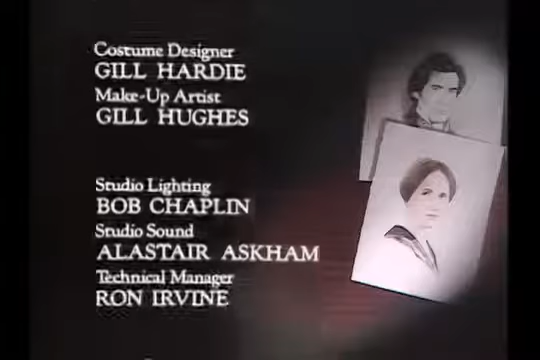 Costume Designer
GILL HARDIE
Make-Up Artist
GILL HUGHES
Studio Lighting
BOB CHAPLIN
Studio Sound
ALASTAIR ASKHAM
Technical Manager
RON IRVINE